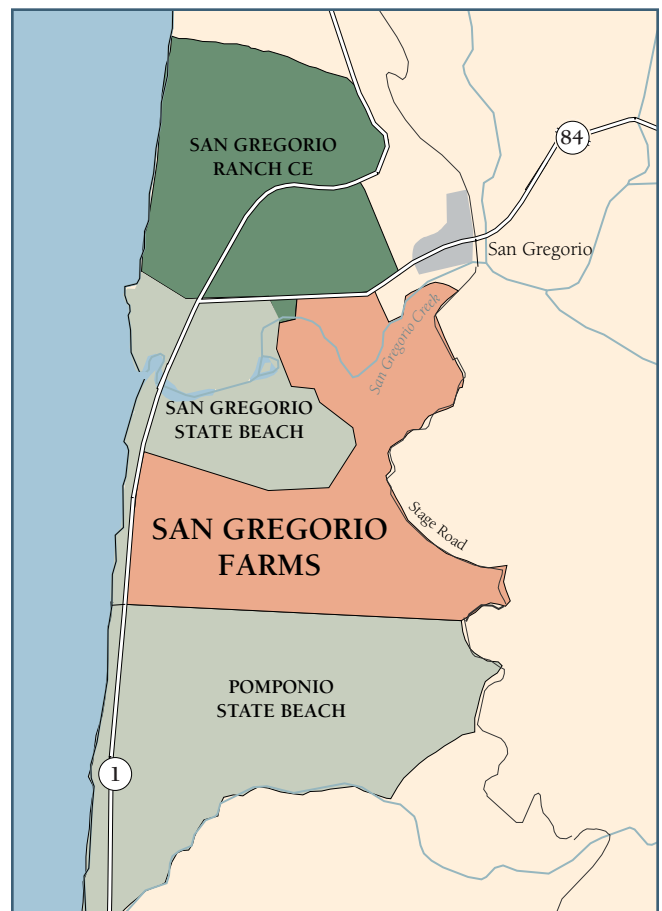 SAN GREGORIO
RANCH CE
84
San Gregorio
San Gregorio Creek
SAN GREGORIO
STATE BEACH
SAN GREGORIO
FARMS
Stage Road
POMPONIO
STATE BEACH
1